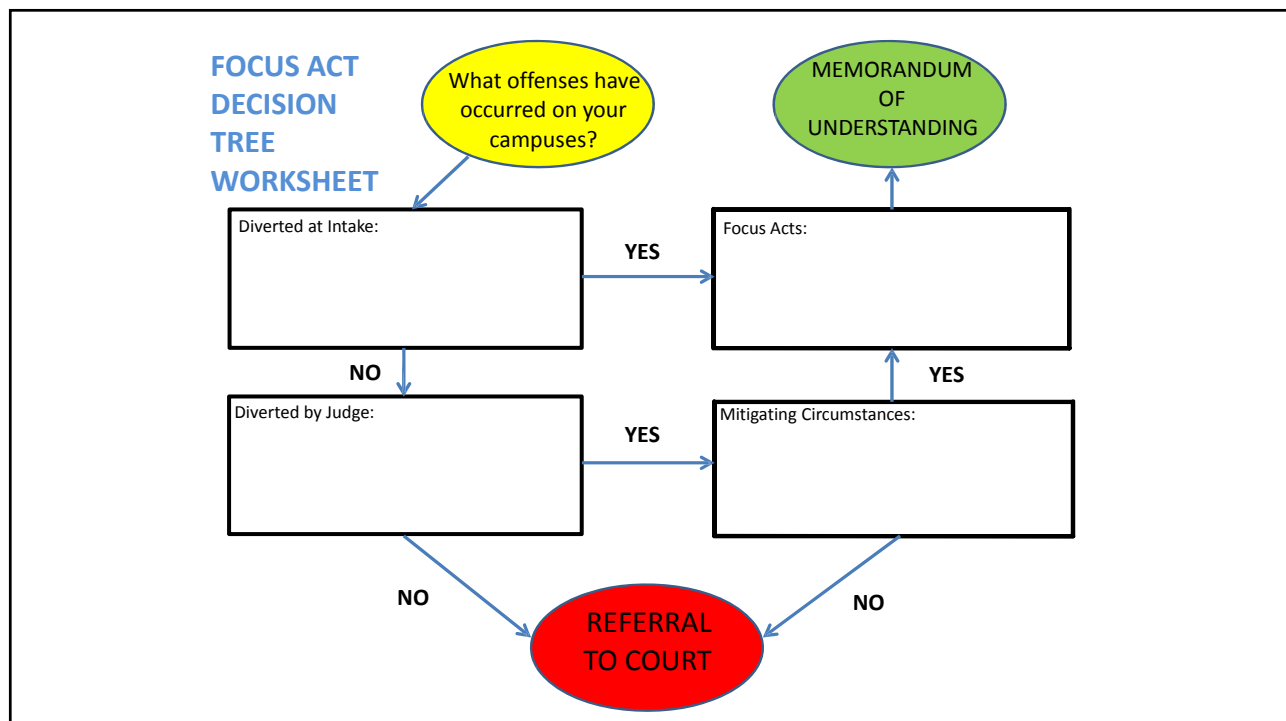 FOCUS ACT
DECISION
TREE
WORKSHEET
What offenses have
occurred on your
campuses?
MEMORANDUM
OF
UNDERSTANDING
Diverted at Intake:
YES
Focus Acts:
NO
YES
Diverted by Judge:
YES
Mitigating Circumstances:
NO
NO
REFERRAL
TO COURT